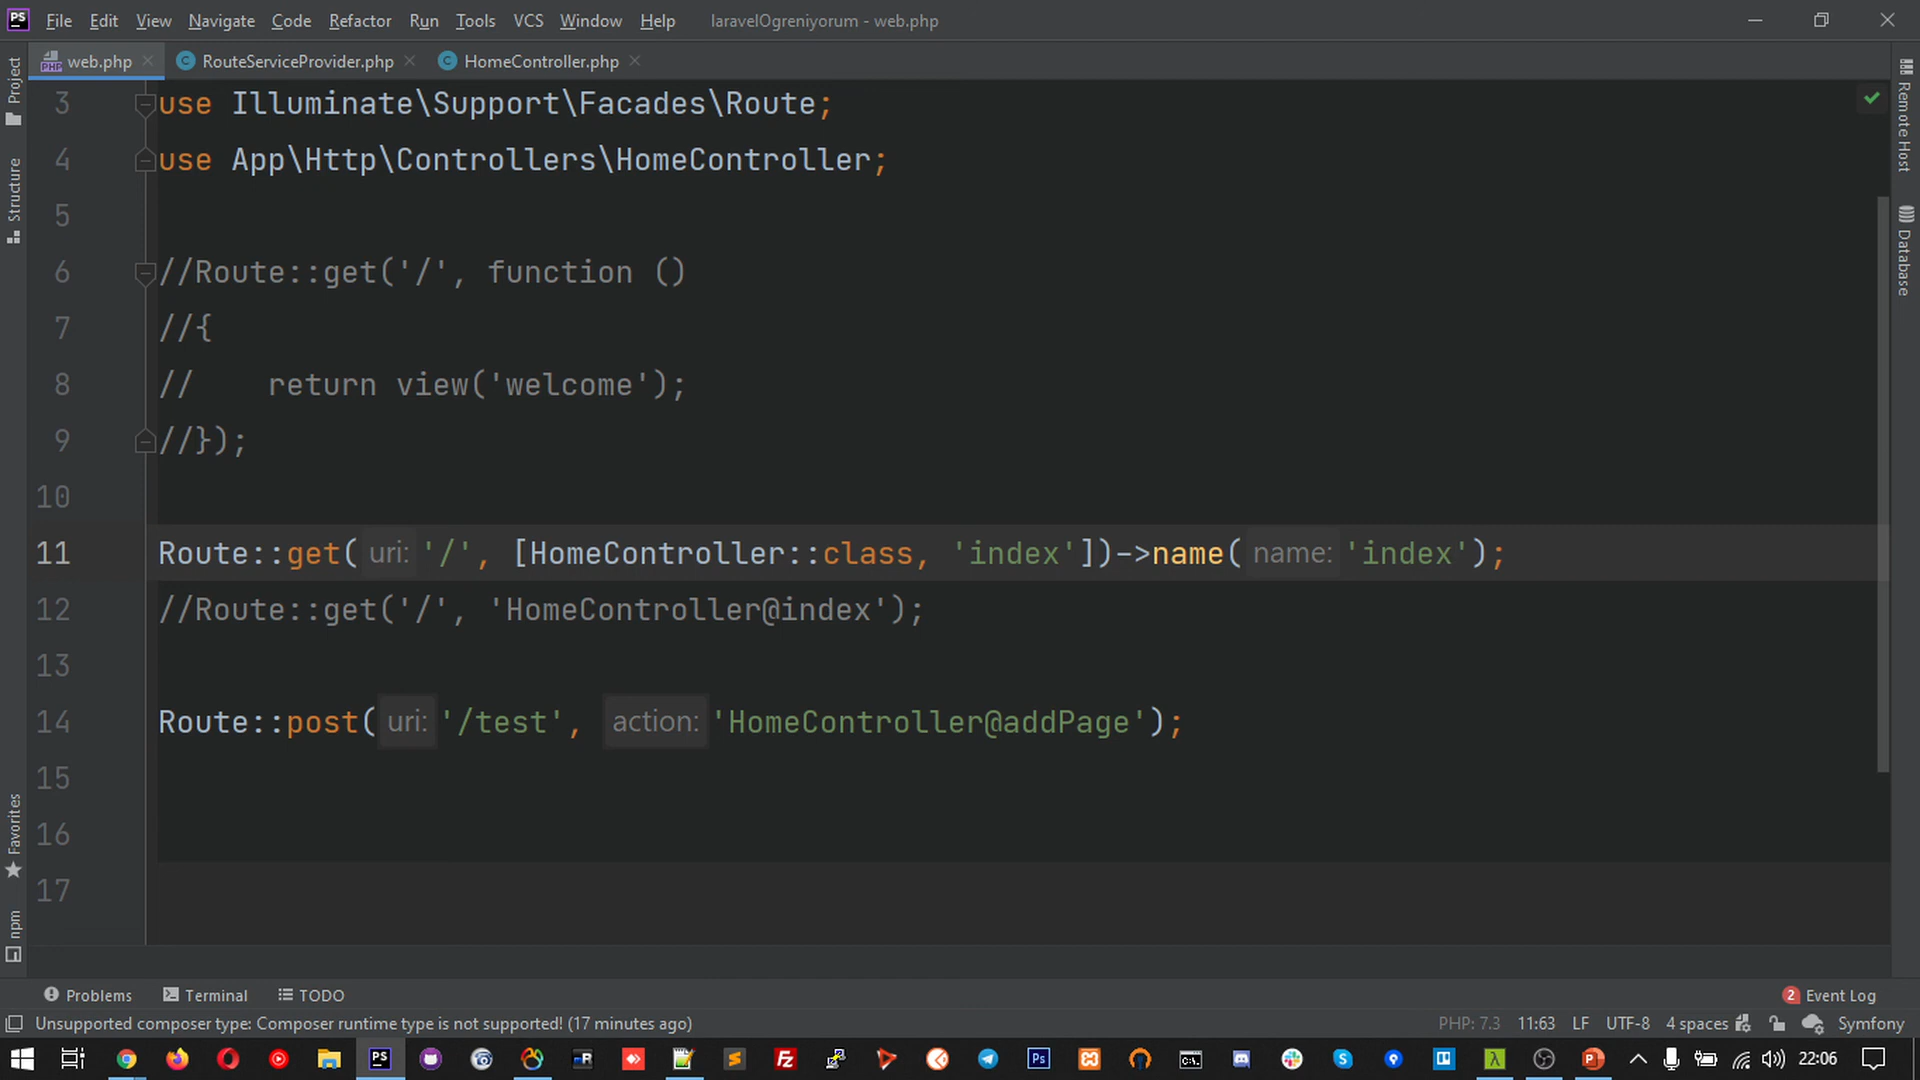 PS File Edit View Navigate Code Refactor Run Tools VCS Window Help laravelOgreniyorum - web.php
web.php RouteServiceProvider.php HomeController.php
Project
Structure
Favorites
npm
Remote Host
Database
3 use Illuminate\Support\Facades\Route;
4 use App\Http\Controllers\HomeController;
5
6 //Route::get('/', function ()
7 //{
8 //    return view('welcome');
9 //});
10
11 Route::get( uri: '/', [HomeController::class, 'index'])->name( name: 'index');
12 //Route::get('/', 'HomeController@index');
13
14 Route::post( uri: '/test', action: 'HomeController@addPage');
15
16
17
Problems Terminal TODO 2 Event Log
Unsupported composer type: Composer runtime type is not supported! (17 minutes ago) PHP: 7.3 11:63 LF UTF-8 4 spaces Symfony
22:06